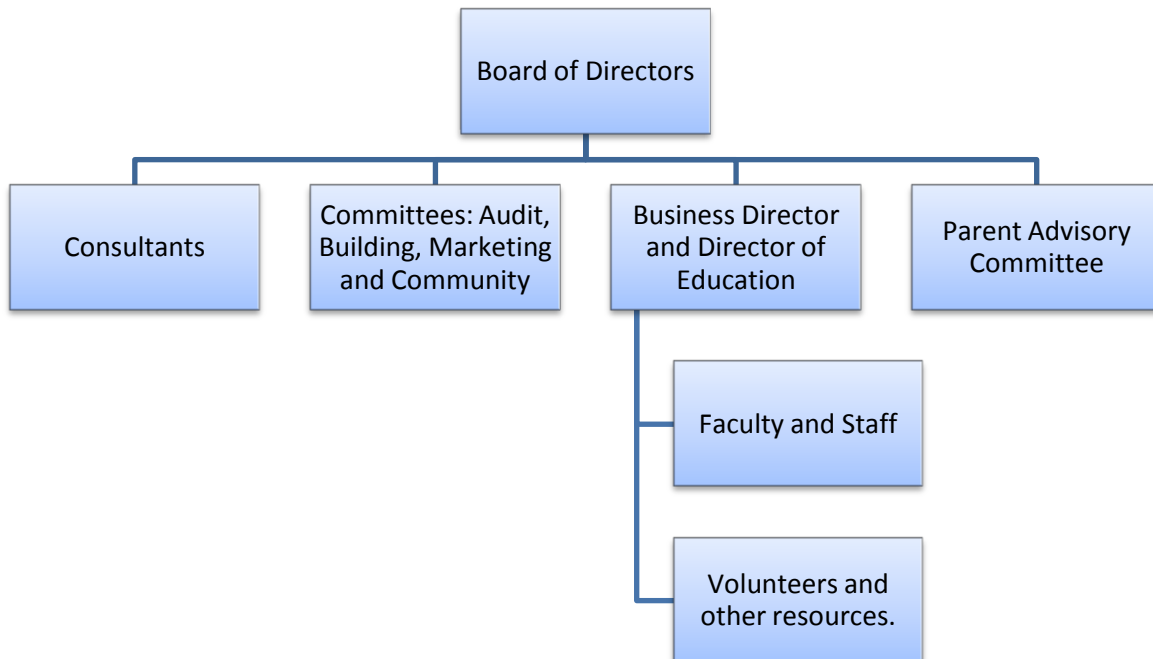 Board of Directors
Consultants
Committees: Audit,
Building, Marketing
and Community
Business Director
and Director of
Education
Parent Advisory
Committee
Faculty and Staff
Volunteers and
other resources.